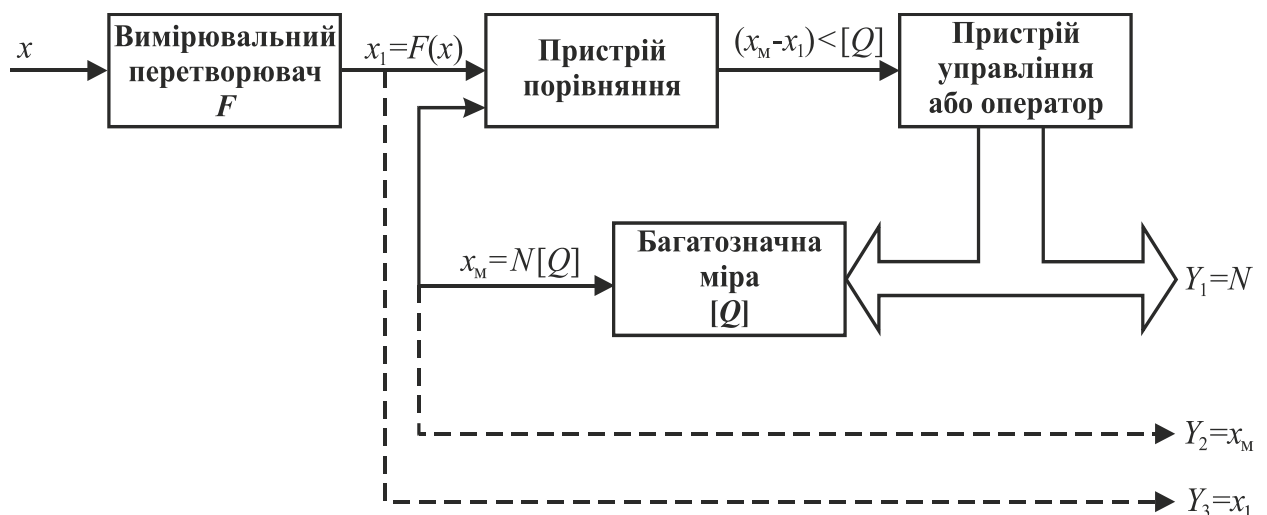 x
Вимірювальний
перетворювач
F
x₁=F(x)
Пристрій
порівняння
(xм-x₁)<[Q]
Пристрій
управління
або оператор
xм=N[Q]
Багатозначна
міра
[Q]
Y₁=N
Y₂=xм
Y₃=x₁